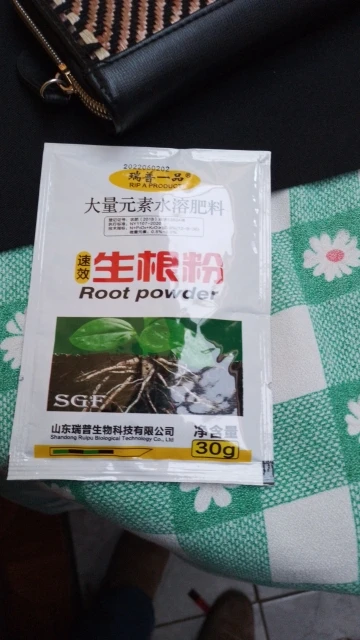 瑞普一品®
RIP A PRODUCT
大量元素水溶肥料
速效
生根粉
Root powder
SGF
山东瑞普生物科技有限公司
Shandong Ruipu Biological Technology Co., Ltd
净含量
30g